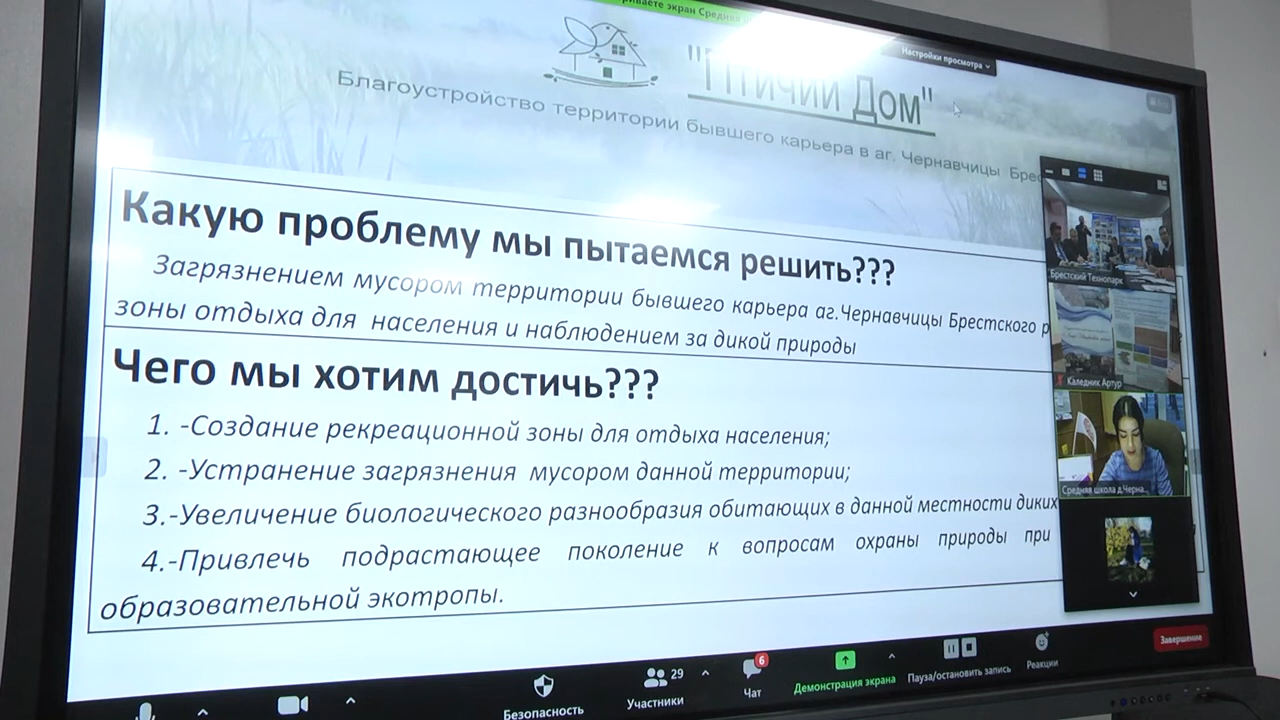 риваете экран Средняя
Настройки просмотра
"Птичий Дом"
Благоустройство территории бывшего карьера в аг. Чернавчицы Брес
Какую проблему мы пытаемся решить???
Загрязнением мусором территории бывшего карьера аг.Чернавчицы Брестского р
зоны отдыха для населения и наблюдением за дикой природы
Чего мы хотим достичь???
1. -Создание рекреационной зоны для отдыха населения;
2. -Устранение загрязнения мусором данной территории;
3.-Увеличение биологического разнообразия обитающих в данной местности диких
4.-Привлечь подрастающее поколение к вопросам охраны природы при
образовательной экотропы.
Брестский Технопарк
Каледник Артур
Средняя школа д.Черна...
Безопасность
29
Участники
6
Чат
Демонстрация экрана
Пауза/остановить запись
Реакции
Завершение